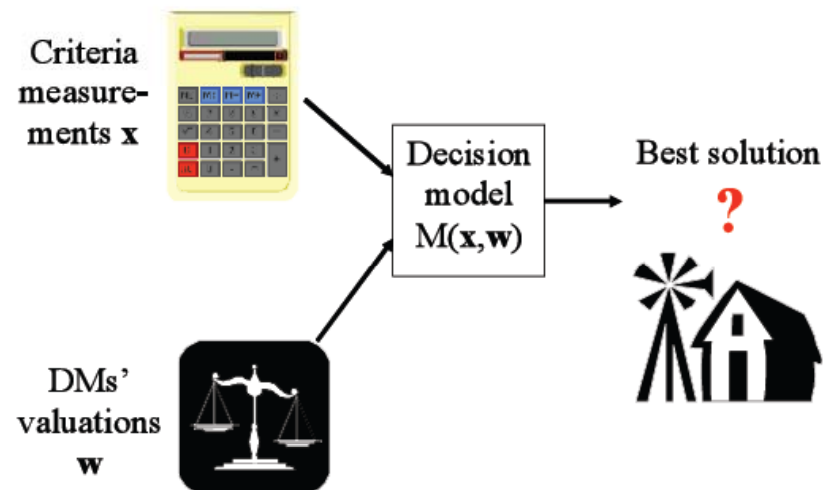 Criteria
measure-
ments x
Decision
model
M(x,w)
Best solution
?
DMs'
valuations
w